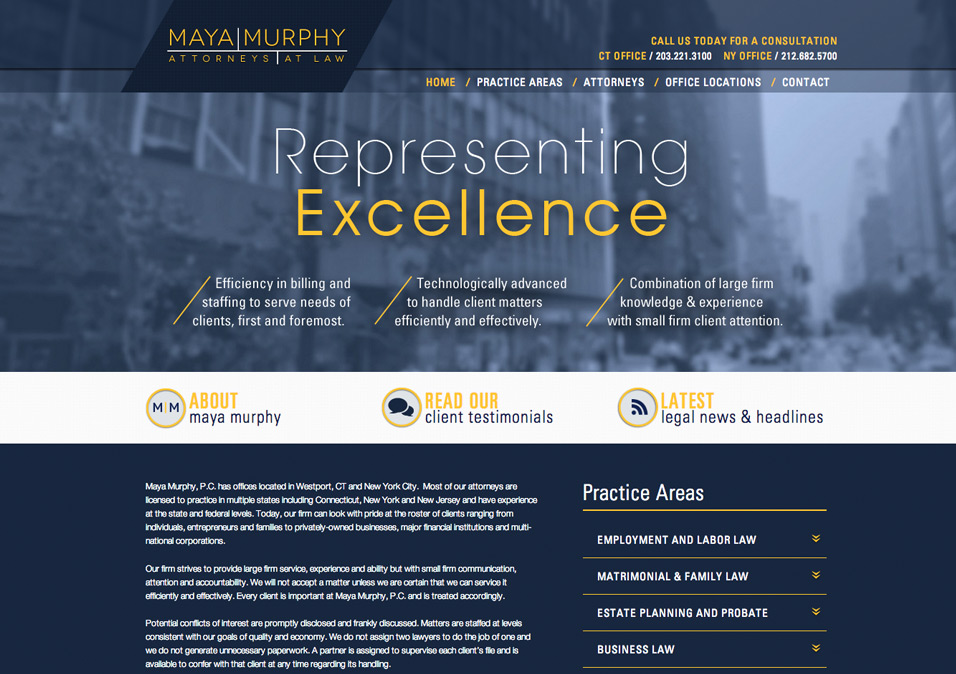 MAYA|MURPHY
ATTORNEYS AT LAW
CALL US TODAY FOR A CONSULTATION
CT OFFICE / 203.221.3100 NY OFFICE / 212.682.5700
HOME / PRACTICE AREAS / ATTORNEYS / OFFICE LOCATIONS / CONTACT
Representing
Excellence
Efficiency in billing and
staffing to serve needs of
clients, first and foremost.
Technologically advanced
to handle client matters
efficiently and effectively.
Combination of large firm
knowledge & experience
with small firm client attention.
M|M
ABOUT
maya murphy
READ OUR
client testimonials
LATEST
legal news & headlines
Maya Murphy, P.C. has offices located in Westport, CT and New York City. Most of our attorneys are
licensed to practice in multiple states including Connecticut, New York and New Jersey and have experience
at the state and federal levels. Today, our firm can look with pride at the roster of clients ranging from
individuals, entrepreneurs and families to privately-owned businesses, major financial institutions and multi-
national corporations.
Our firm strives to provide large firm service, experience and ability but with small firm communication,
attention and accountability. We will not accept a matter unless we are certain that we can service it
efficiently and effectively. Every client is important at Maya Murphy, P.C. and is treated accordingly.
Potential conflicts of interest are promptly disclosed and frankly discussed. Matters are staffed at levels
consistent with our goals of quality and economy. We do not assign two lawyers to do the job of one and
we do not generate unnecessary paperwork. A partner is assigned to supervise each client's file and is
available to confer with that client at any time regarding its handling.
Practice Areas
EMPLOYMENT AND LABOR LAW
MATRIMONIAL & FAMILY LAW
ESTATE PLANNING AND PROBATE
BUSINESS LAW